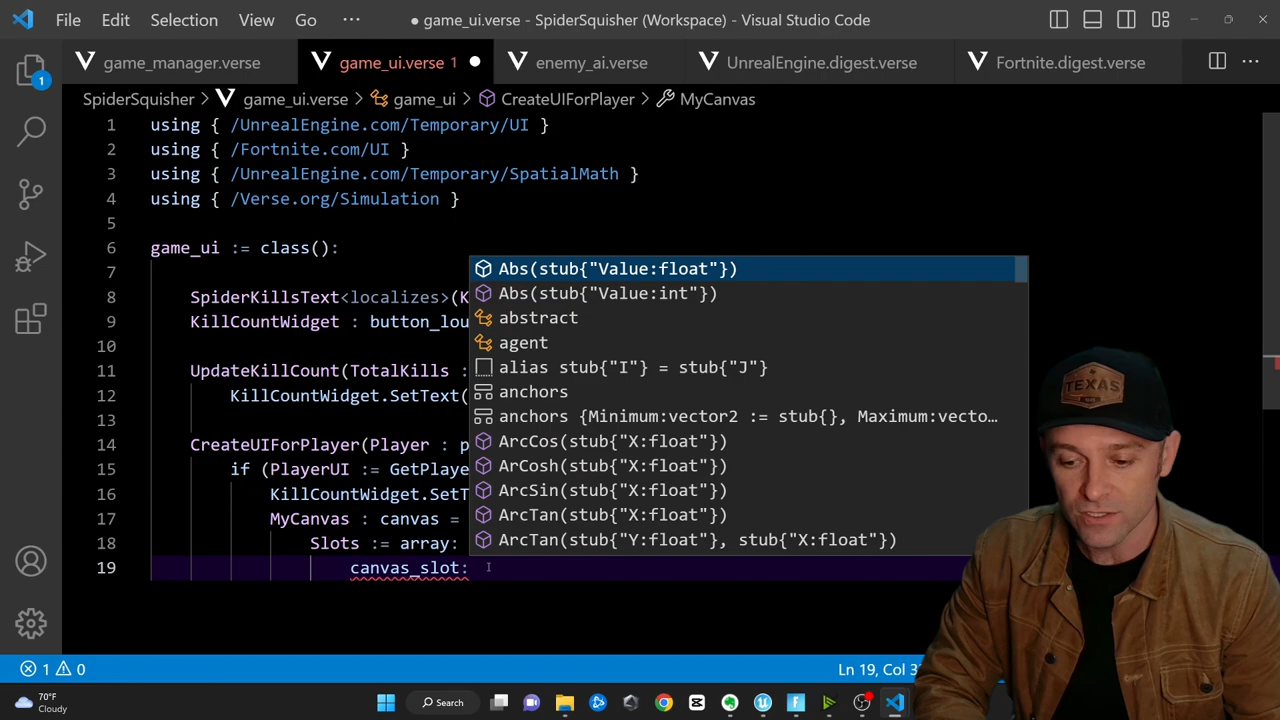 File Edit Selection View Go ··· ● game_ui.verse - SpiderSquisher (Workspace) - Visual Studio Code
game_manager.verse game_ui.verse 1 ● enemy_ai.verse UnrealEngine.digest.verse Fortnite.digest.verse ···
1
SpiderSquisher > game_ui.verse > game_ui > CreateUIForPlayer > MyCanvas
1 using { /UnrealEngine.com/Temporary/UI }
2 using { /Fortnite.com/UI }
3 using { /UnrealEngine.com/Temporary/SpatialMath }
4 using { /Verse.org/Simulation }
5
6 game_ui := class():
7
8 SpiderKillsText<localizes>(K
9 KillCountWidget : button_lou
10
11 UpdateKillCount(TotalKills :
12 KillCountWidget.SetText(
13
14 CreateUIForPlayer(Player : p
15 if (PlayerUI := GetPlaye
16 KillCountWidget.SetT
17 MyCanvas : canvas =
18 Slots := array:
19 canvas_slot:
Abs(stub{"Value:float"})
Abs(stub{"Value:int"})
abstract
agent
alias stub{"I"} = stub{"J"}
anchors
anchors {Minimum:vector2 := stub{}, Maximum:vecto...
ArcCos(stub{"X:float"})
ArCosh(stub{"X:float"})
ArcSin(stub{"X:float"})
ArcTan(stub{"X:float"})
ArcTan(stub{"Y:float"}, stub{"X:float"})
TEXAS
1 0 Ln 19, Col 3
70°F
Cloudy
Search